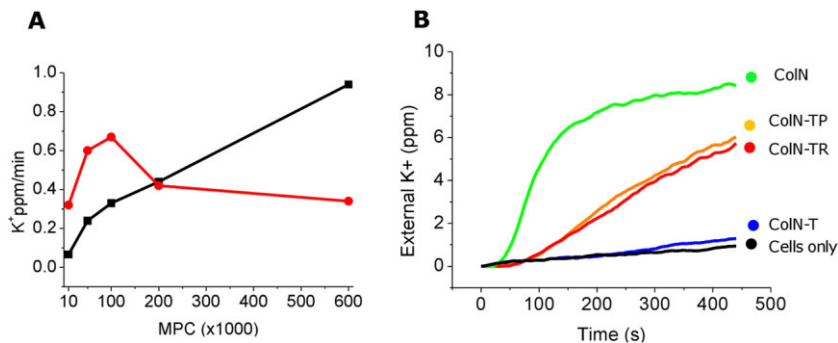 A
K+ppm/min
1.0
0.8
0.6
0.4
0.2
0.0
10
100
200
300
400
500
600
MPC (x1000)
B
External K+ (ppm)
10
8
6
4
2
0
0
100
200
300
400
500
Time (s)
ColN
ColN-TP
ColN-TR
ColN-T
Cells only